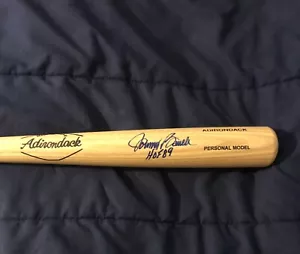 Adirondack
Johnny Bench
HOF 89
ADIRONDACK
PERSONAL MODEL